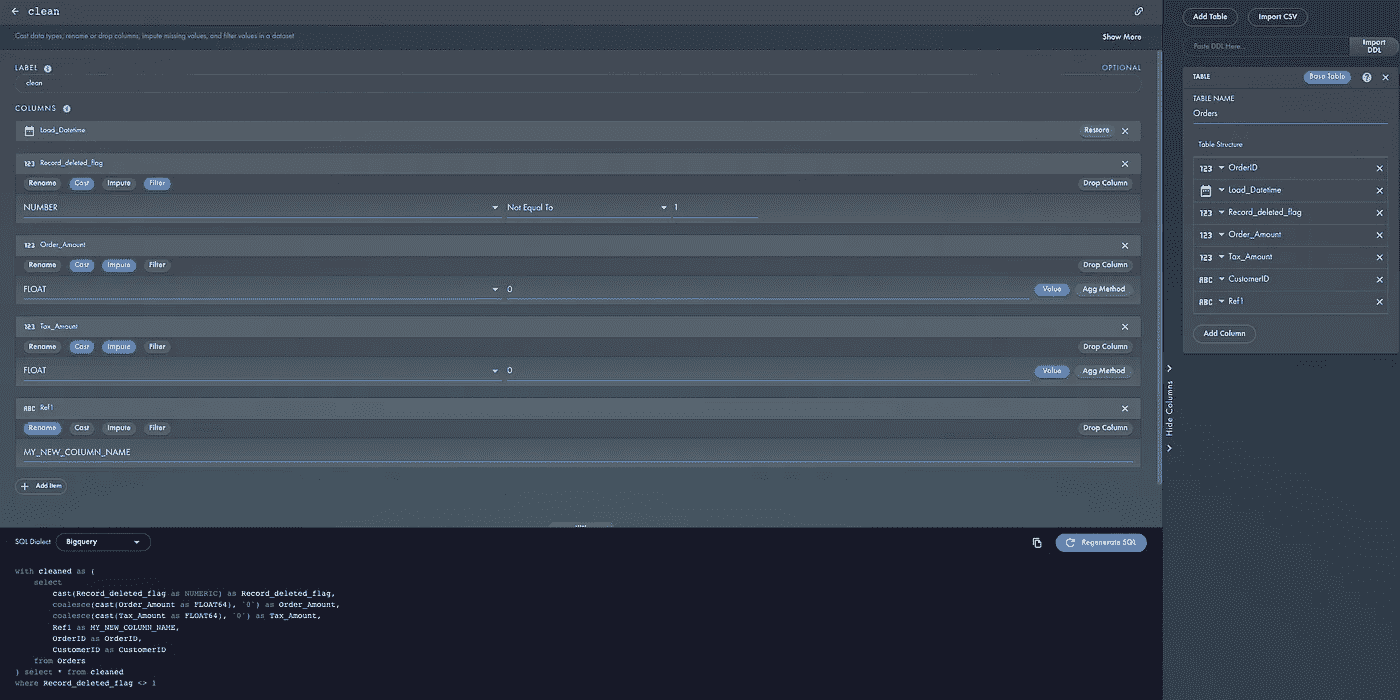 clean
Cast data types, rename or drop columns, impute missing values, and filter values in a dataset
Show More
LABEL
OPTIONAL
clean
COLUMNS
Load_Datetime
Restore
123 Record_deleted_flag
Rename Cast Impute Filter Drop Column
NUMBER Not Equal To 1
123 Order_Amount
Rename Cast Impute Filter Drop Column
FLOAT 0 Value Agg Method
123 Tax_Amount
Rename Cast Impute Filter Drop Column
FLOAT 0 Value Agg Method
ABC Ref1
Rename Cast Impute Filter Drop Column
MY_NEW_COLUMN_NAME
Add Item
SQL Dialect Bigquery
Regenerate SQL
with cleaned as (
select
cast(Record_deleted_flag as NUMERIC) as Record_deleted_flag,
coalesce(cast(Order_Amount as FLOAT64), `0`) as Order_Amount,
coalesce(cast(Tax_Amount as FLOAT64), `0`) as Tax_Amount,
Ref1 as MY_NEW_COLUMN_NAME,
OrderID as OrderID,
CustomerID as CustomerID
from Orders
) select * from cleaned
where Record_deleted_flag <> 1
Add Table Import CSV
Paste DDL Here...
Import
DDL
TABLE Base Table
TABLE NAME
Orders
Table Structure
123 OrderID
Load_Datetime
123 Record_deleted_flag
123 Order_Amount
123 Tax_Amount
ABC CustomerID
ABC Ref1
Add Column
Hide Columns